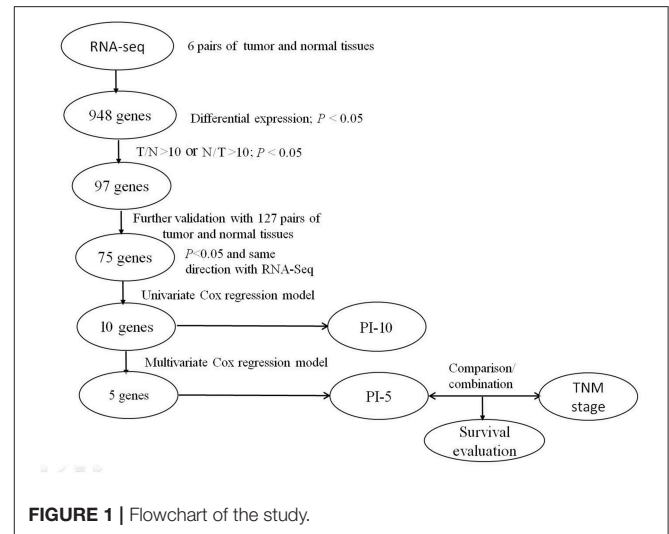 RNA-seq
6 pairs of tumor and normal tissues
948 genes
Differential expression; P < 0.05
T/N>10 or N/T>10; P < 0.05
97 genes
Further validation with 127 pairs of
tumor and normal tissues
75 genes
P<0.05 and same
direction with RNA-Seq
Univariate Cox regression model
10 genes
PI-10
Multivariate Cox regression model
5 genes
PI-5
Comparison/
combination
TNM
stage
Survival
evaluation
FIGURE 1 | Flowchart of the study.